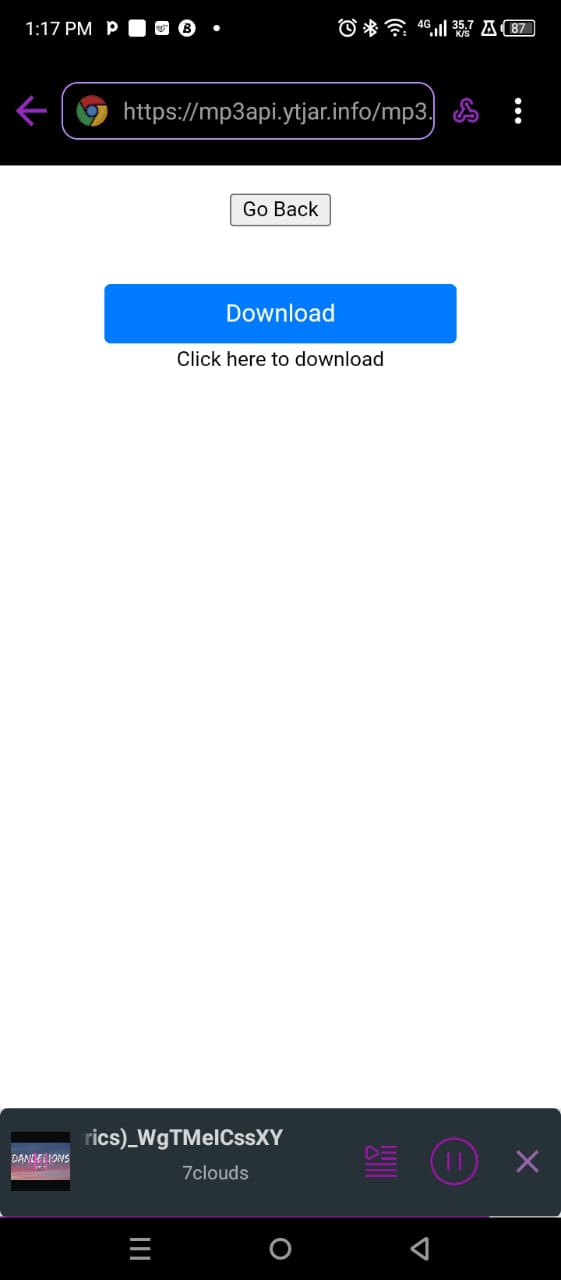 1:17 PM
4G
35.7
K/S
87
https://mp3api.ytjar.info/mp3.
Go Back
Download
Click here to download
rics)_WgTMeICssXY
7clouds
DANDELIONS